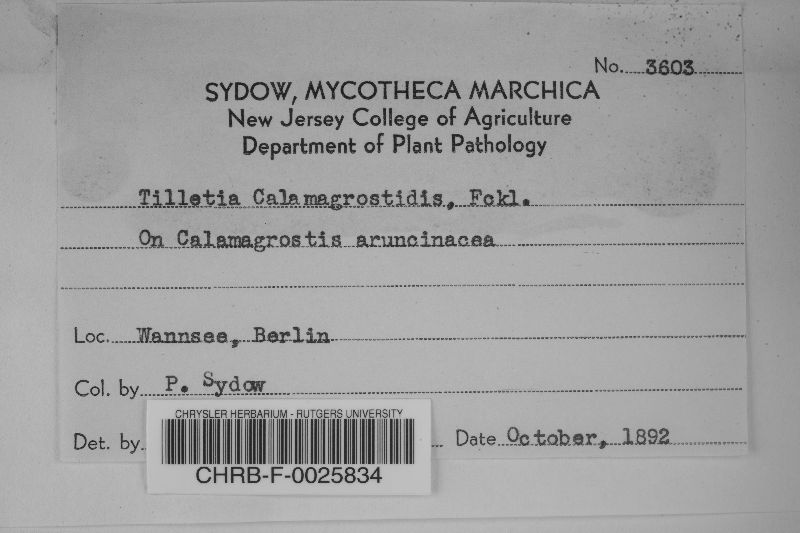 No. 3603
SYDOW, MYCOTHECA MARCHICA
New Jersey College of Agriculture
Department of Plant Pathology
Tilletia Calamagrostidis, Fckl.
On Calamagrostis aruncinacea
Loc. Wannsee, Berlin
Col. by P. Sydow
Det. by
Date October, 1892
CHRYSLER HERBARIUM - RUTGERS UNIVERSITY
CHRB-F-0025834